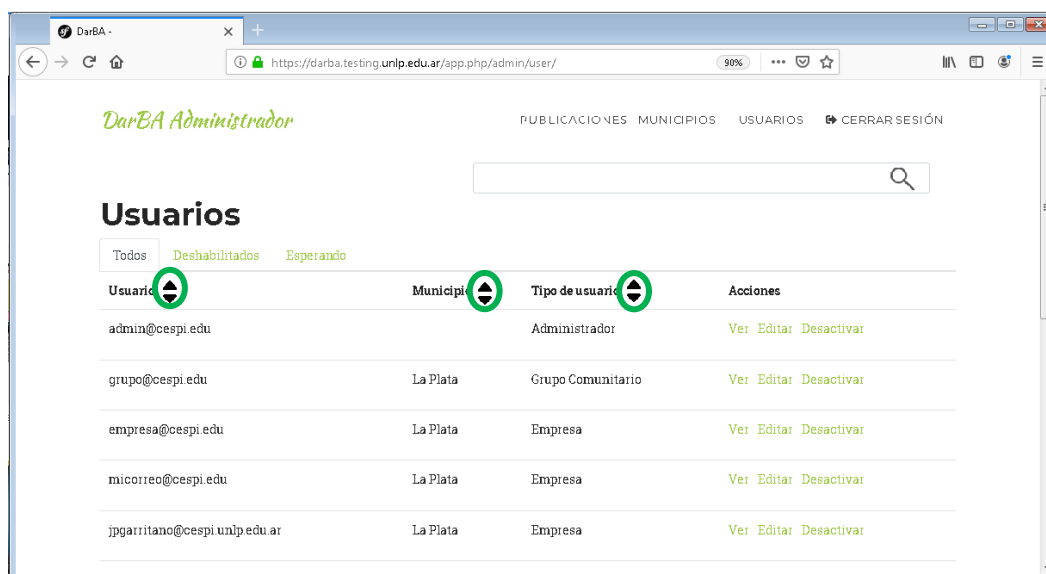 DarBA -
https://darba.testing.unlp.edu.ar/app.php/admin/user/ 90%
DarBA Administrador PUBLICACIONES MUNICIPIOS USUARIOS CERRAR SESIÓN
Usuarios
Todos Deshabilitados Esperando
Usuario Municipio Tipo de usuario Acciones
admin@cespi.edu Administrador Ver Editar Desactivar
grupo@cespi.edu La Plata Grupo Comunitario Ver Editar Desactivar
empresa@cespi.edu La Plata Empresa Ver Editar Desactivar
micorreo@cespi.edu La Plata Empresa Ver Editar Desactivar
jpgarritano@cespi.unlp.edu.ar La Plata Empresa Ver Editar Desactivar